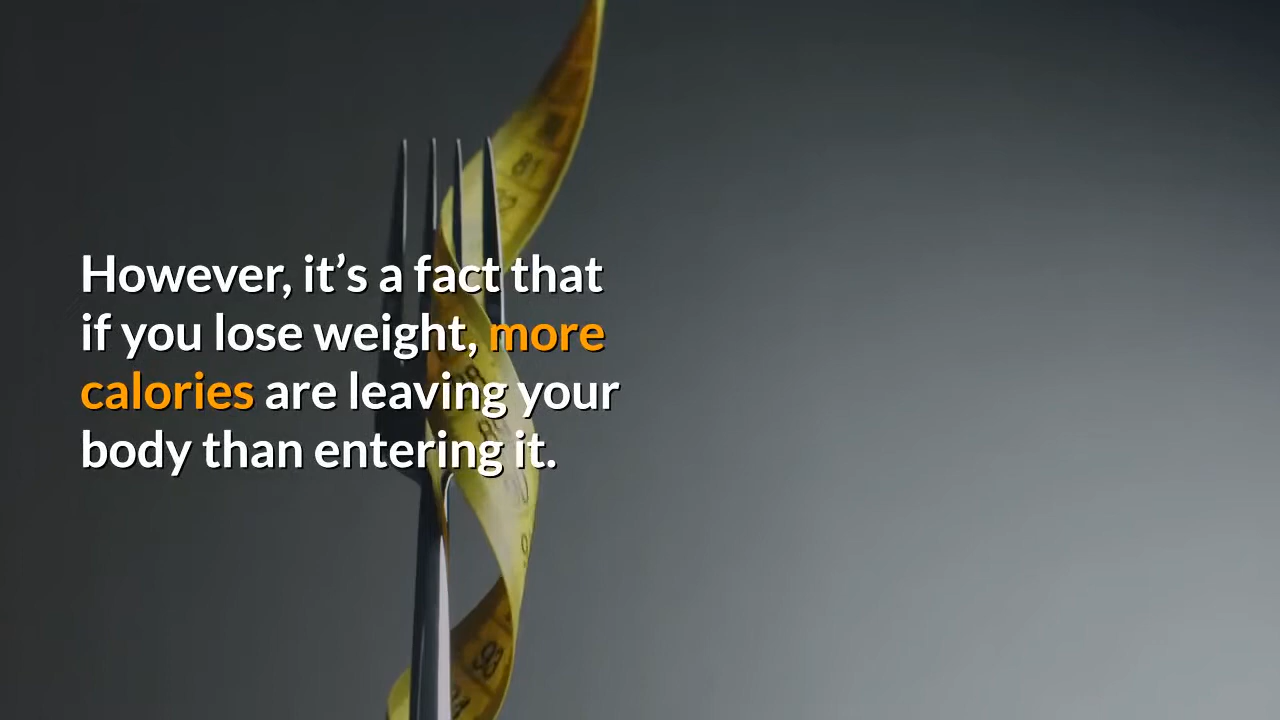 However, it’s a fact that
if you lose weight, more
calories are leaving your
body than entering it.